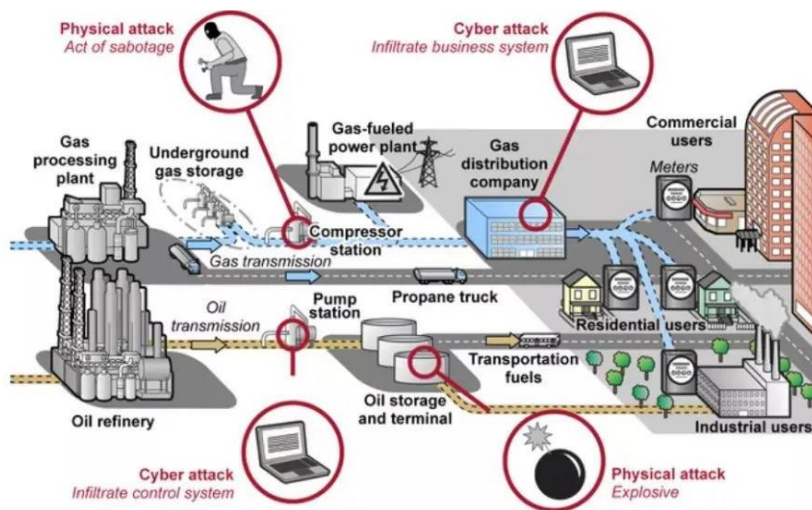 Physical attack
Act of sabotage
Cyber attack
Infiltrate business system
Gas
processing
plant
Underground
gas storage
Gas-fueled
power plant
Gas
distribution
company
Commercial
users
Meters
Compressor
station
Gas transmission
Propane truck
Oil
transmission
Pump
station
Residential users
Transportation
fuels
Oil refinery
Oil storage
and terminal
Industrial users
Cyber attack
Infiltrate control system
Physical attack
Explosive